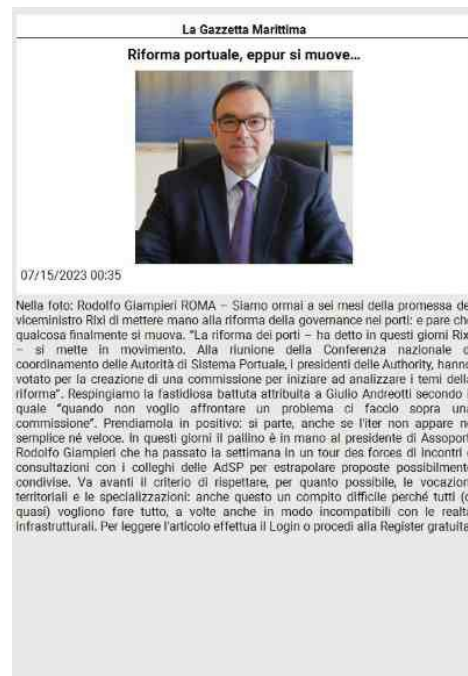 La Gazzetta Marittima
Riforma portuale, eppur si muove…
07/15/2023 00:35
Nella foto: Rodolfo Giampieri ROMA – Siamo ormai a sei mesi della promessa del
viceministro Rixi di mettere mano alla riforma della governance nei porti: e pare che
qualcosa finalmente si muova. “La riforma dei porti – ha detto in questi giorni Rixi
– si mette in movimento. Alla riunione della Conferenza nazionale di
coordinamento delle Autorità di Sistema Portuale, i presidenti delle Authority, hanno
votato per la creazione di una commissione per iniziare ad analizzare i temi della
riforma”. Respingiamo la fastidiosa battuta attribuita a Giulio Andreotti secondo il
quale “quando non voglio affrontare un problema ci faccio sopra una
commissione”. Prendiamola in positivo: si parte, anche se l’iter non appare né
semplice né veloce. In questi giorni il pallino è in mano al presidente di Assoporti
Rodolfo Giampieri che ha passato la settimana in un tour des forces di incontri e
consultazioni con i colleghi delle AdSP per estrapolare proposte possibilmente
condivise. Va avanti il criterio di rispettare, per quanto possibile, le vocazioni
territoriali e le specializzazioni: anche questo un compito difficile perché tutti (o
quasi) vogliono fare tutto, a volte anche in modo incompatibili con le realtà
infrastrutturali. Per leggere l’articolo effettua il Login o procedi alla Register gratuita.